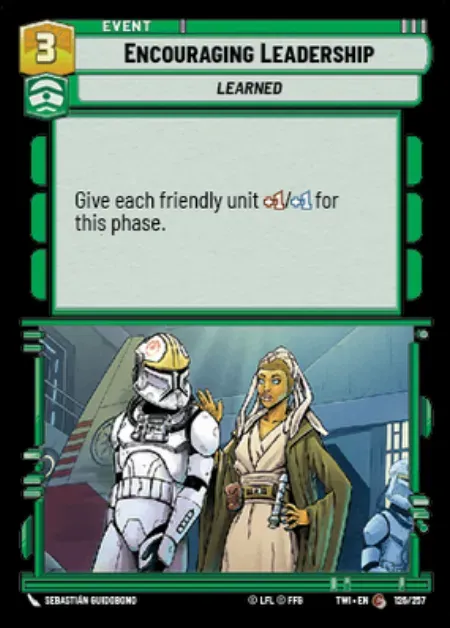 EVENT
3
ENCOURAGING LEADERSHIP
LEARNED
Give each friendly unit +1/+1 for
this phase.
SEBASTIÁN GUIDOBONO
© LFL © FFG
TWI • EN
126/257